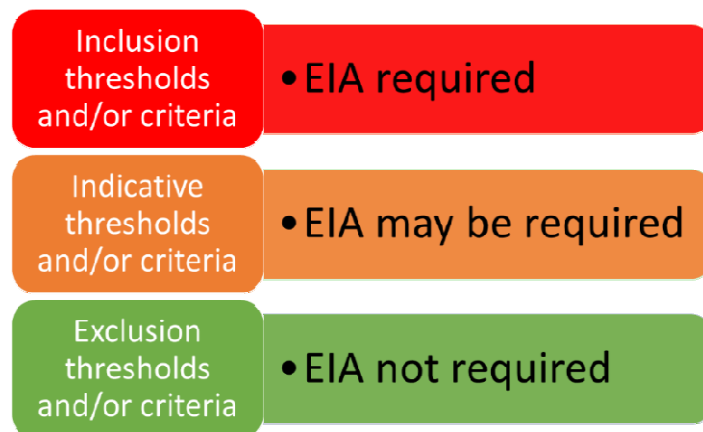 Inclusion
thresholds
and/or criteria
• EIA required
Indicative
thresholds
and/or criteria
• EIA may be required
Exclusion
thresholds
and/or criteria
• EIA not required